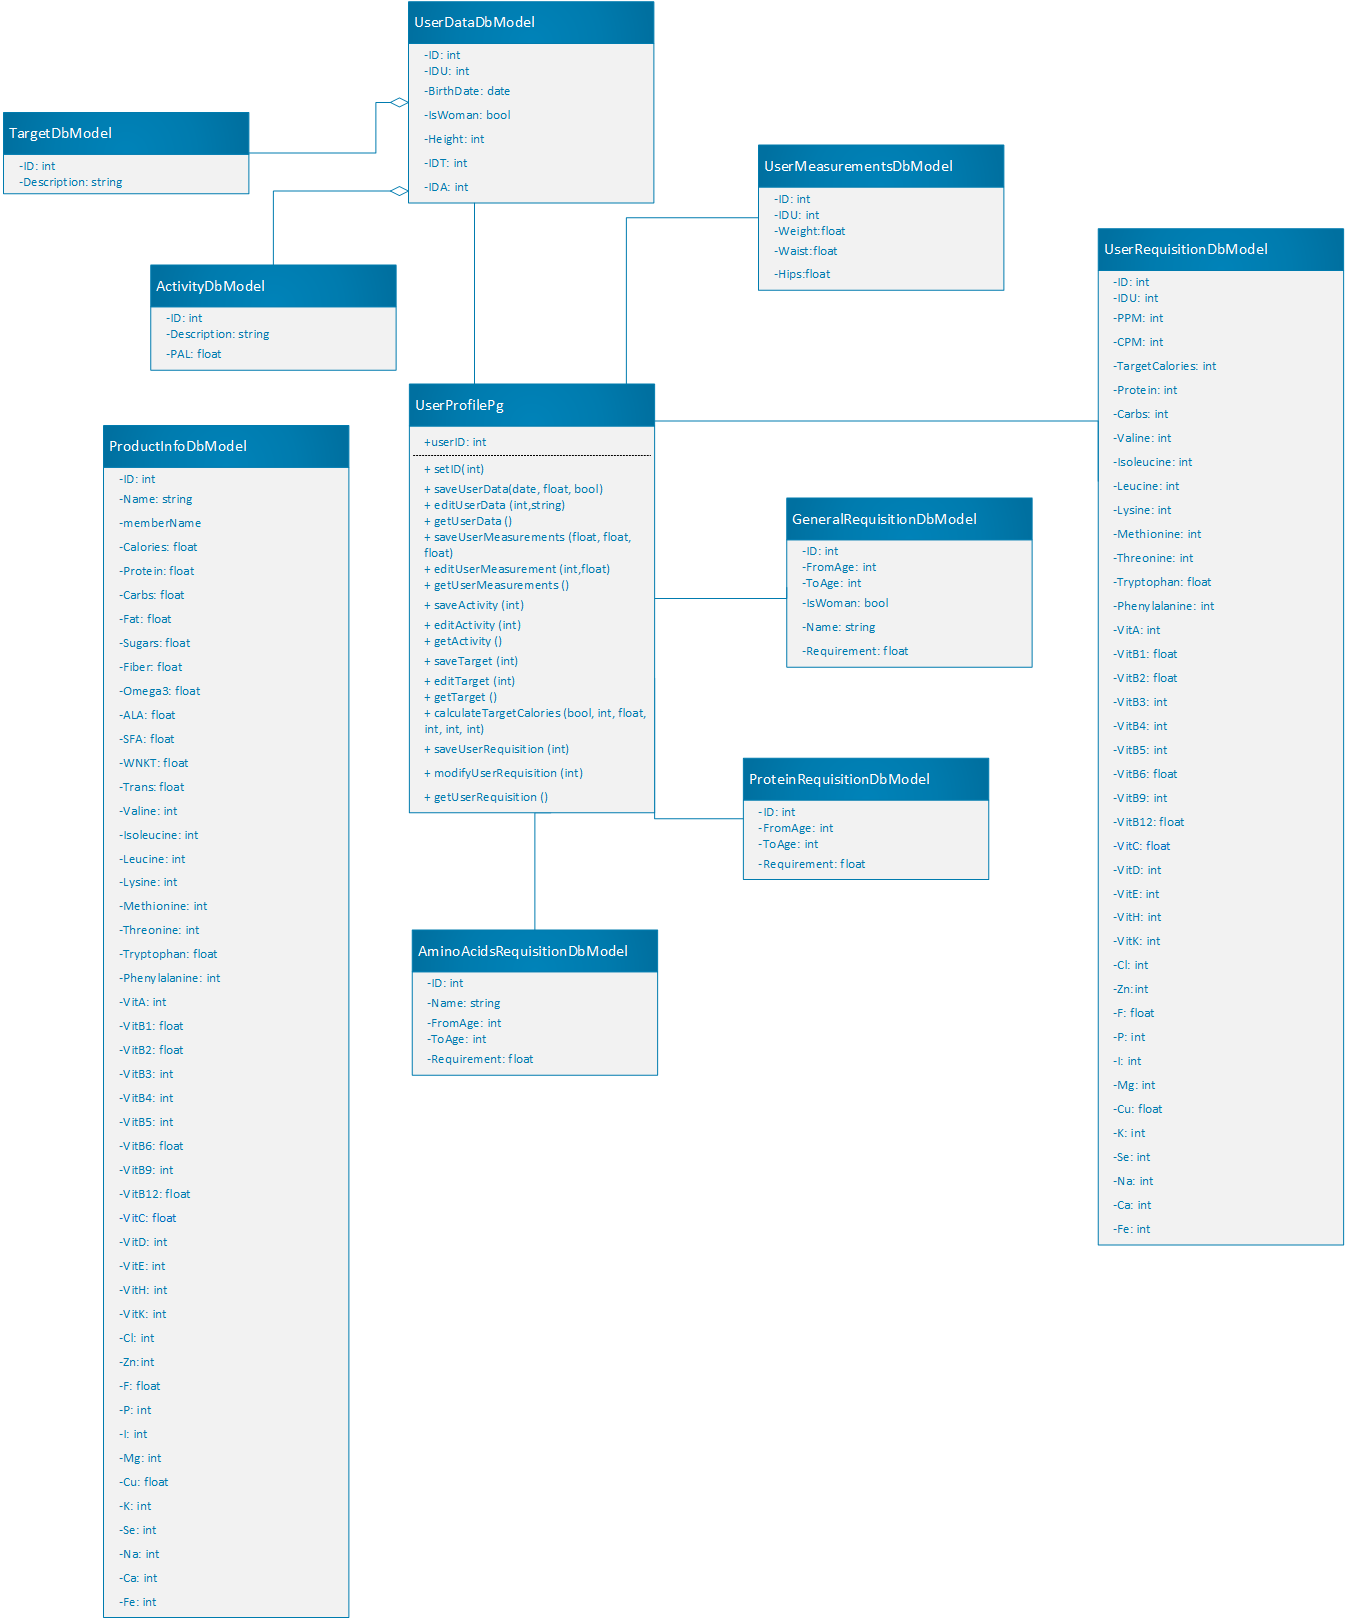 UserDataDbModel
-ID: int
-IDU: int
-BirthDate: date
-IsWoman: bool
-Height: int
-IDT: int
-IDA: int
TargetDbModel
-ID: int
-Description: string
UserMeasurementsDbModel
-ID: int
-IDU: int
-Weight:float
-Waist:float
-Hips:float
ActivityDbModel
-ID: int
-Description: string
-PAL: float
UserRequisitionDbModel
-ID: int
-IDU: int
-PPM: int
-CPM: int
-TargetCalories: int
-Protein: int
-Carbs: int
-Valine: int
-Isoleucine: int
-Leucine: int
-Lysine: int
-Methionine: int
-Threonine: int
-Tryptophan: float
-Phenylalanine: int
-VitA: int
-VitB1: float
-VitB2: float
-VitB3: int
-VitB4: int
-VitB5: int
-VitB6: float
-VitB9: int
-VitB12: float
-VitC: float
-VitD: int
-VitE: int
-VitH: int
-VitK: int
-Cl: int
-Zn:int
-F: float
-P: int
-I: int
-Mg: int
-Cu: float
-K: int
-Se: int
-Na: int
-Ca: int
-Fe: int
UserProfilePg
+userID: int
+ setID(int)
+ saveUserData(date, float, bool)
+ editUserData (int,string)
+ getUserData ()
+ saveUserMeasurements (float, float,
float)
+ editUserMeasurement (int,float)
+ getUserMeasurements ()
+ saveActivity (int)
+ editActivity (int)
+ getActivity ()
+ saveTarget (int)
+ editTarget (int)
+ getTarget ()
+ calculateTargetCalories (bool, int, float,
int, int, int)
+ saveUserRequisition (int)
+ modifyUserRequisition (int)
+ getUserRequisition ()
ProductInfoDbModel
-ID: int
-Name: string
-memberName
-Calories: float
-Protein: float
-Carbs: float
-Fat: float
-Sugars: float
-Fiber: float
-Omega3: float
-ALA: float
-SFA: float
-WNKT: float
-Trans: float
-Valine: int
-Isoleucine: int
-Leucine: int
-Lysine: int
-Methionine: int
-Threonine: int
-Tryptophan: float
-Phenylalanine: int
-VitA: int
-VitB1: float
-VitB2: float
-VitB3: int
-VitB4: int
-VitB5: int
-VitB6: float
-VitB9: int
-VitB12: float
-VitC: float
-VitD: int
-VitE: int
-VitH: int
-VitK: int
-Cl: int
-Zn:int
-F: float
-P: int
-I: int
-Mg: int
-Cu: float
-K: int
-Se: int
-Na: int
-Ca: int
-Fe: int
GeneralRequisitionDbModel
-ID: int
-FromAge: int
-ToAge: int
-IsWoman: bool
-Name: string
-Requirement: float
ProteinRequisitionDbModel
-ID: int
-FromAge: int
-ToAge: int
-Requirement: float
AminoAcidsRequisitionDbModel
-ID: int
-Name: string
-FromAge: int
-ToAge: int
-Requirement: float